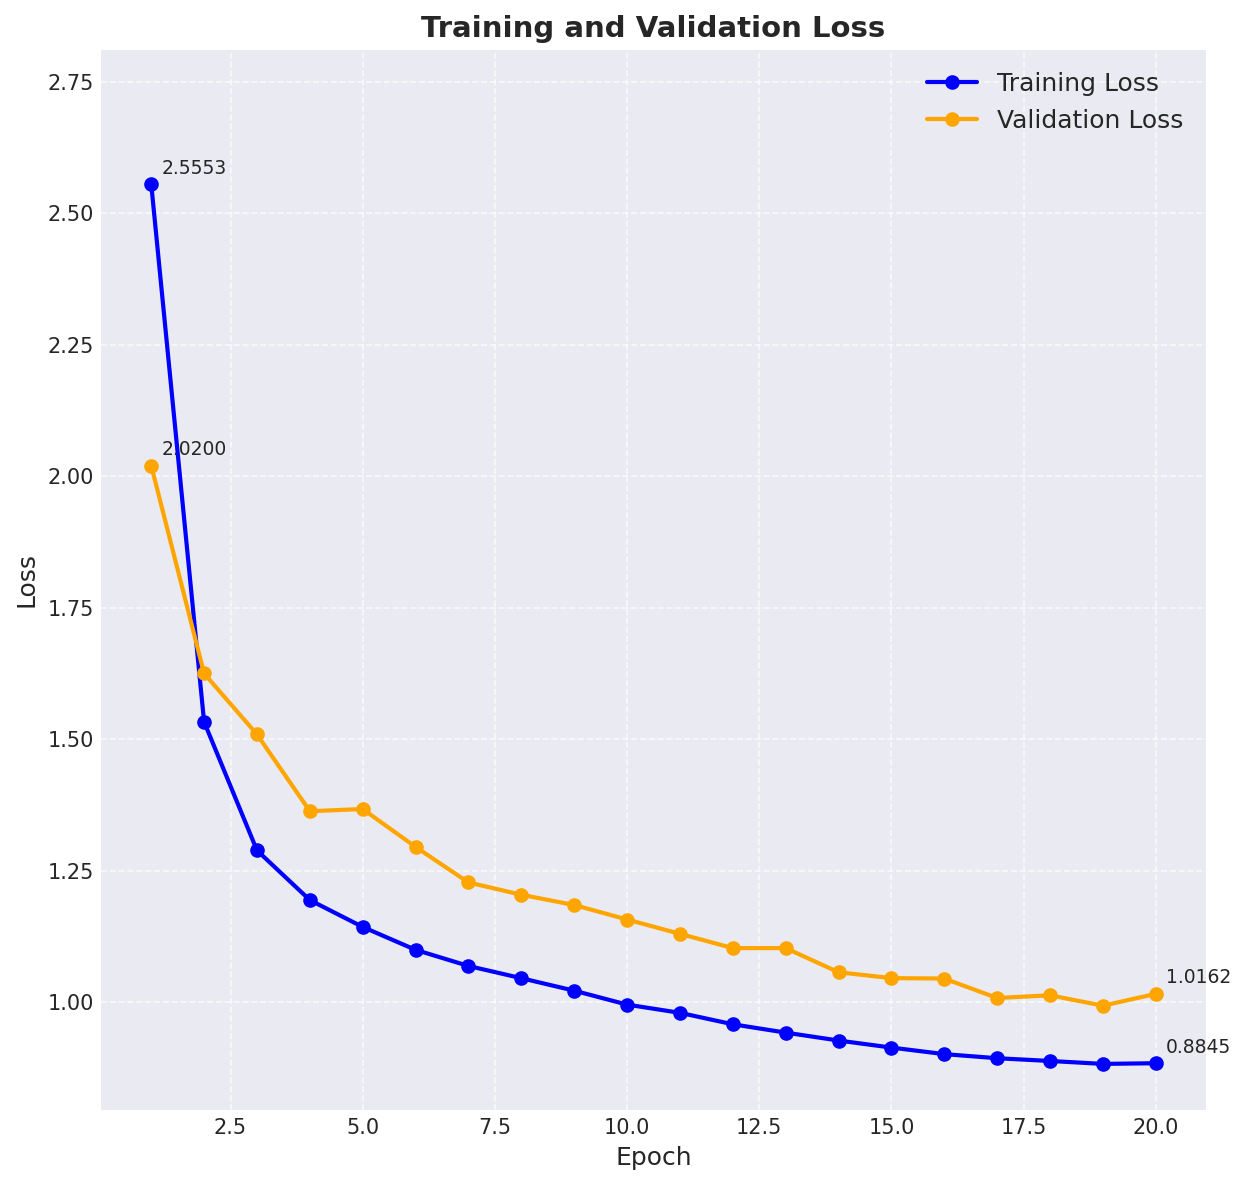 Training and Validation Loss
Training Loss
Validation Loss
2.75
2.50
2.25
2.00
1.75
1.50
1.25
1.00
Loss
2.5553
2.0200
1.0162
0.8845
2.5 5.0 7.5 10.0 12.5 15.0 17.5 20.0
Epoch